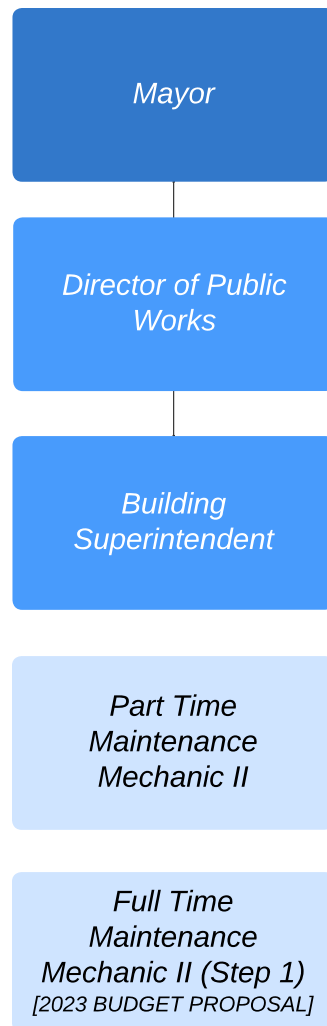 Mayor
Director of Public
Works
Building
Superintendent
Part Time
Maintenance
Mechanic II
Full Time
Maintenance
Mechanic II (Step 1)
[2023 BUDGET PROPOSAL]